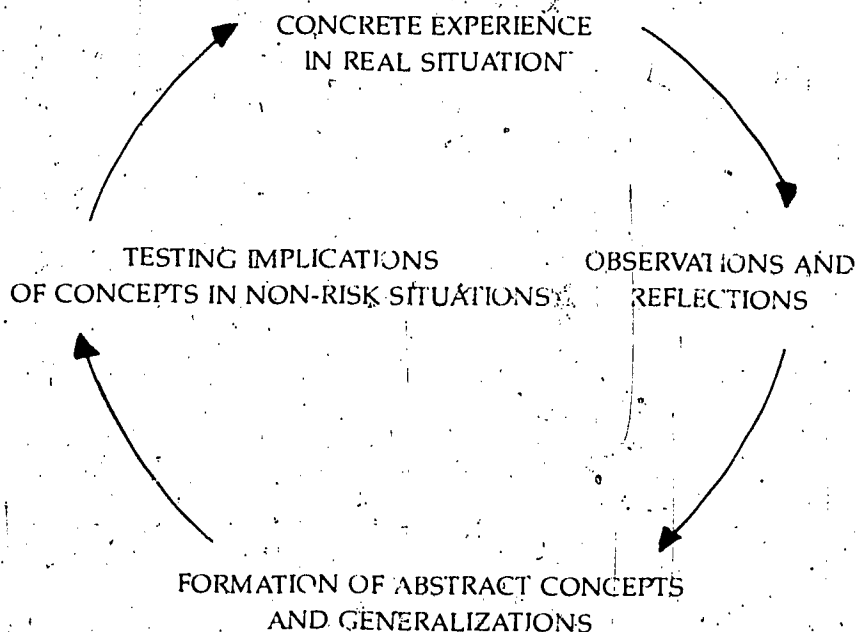 CONCRETE EXPERIENCE
IN REAL SITUATION
TESTING IMPLICATIONS
OF CONCEPTS IN NON-RISK SITUATIONS
OBSERVATIONS AND
REFLECTIONS
FORMATION OF ABSTRACT CONCEPTS
AND GENERALIZATIONS